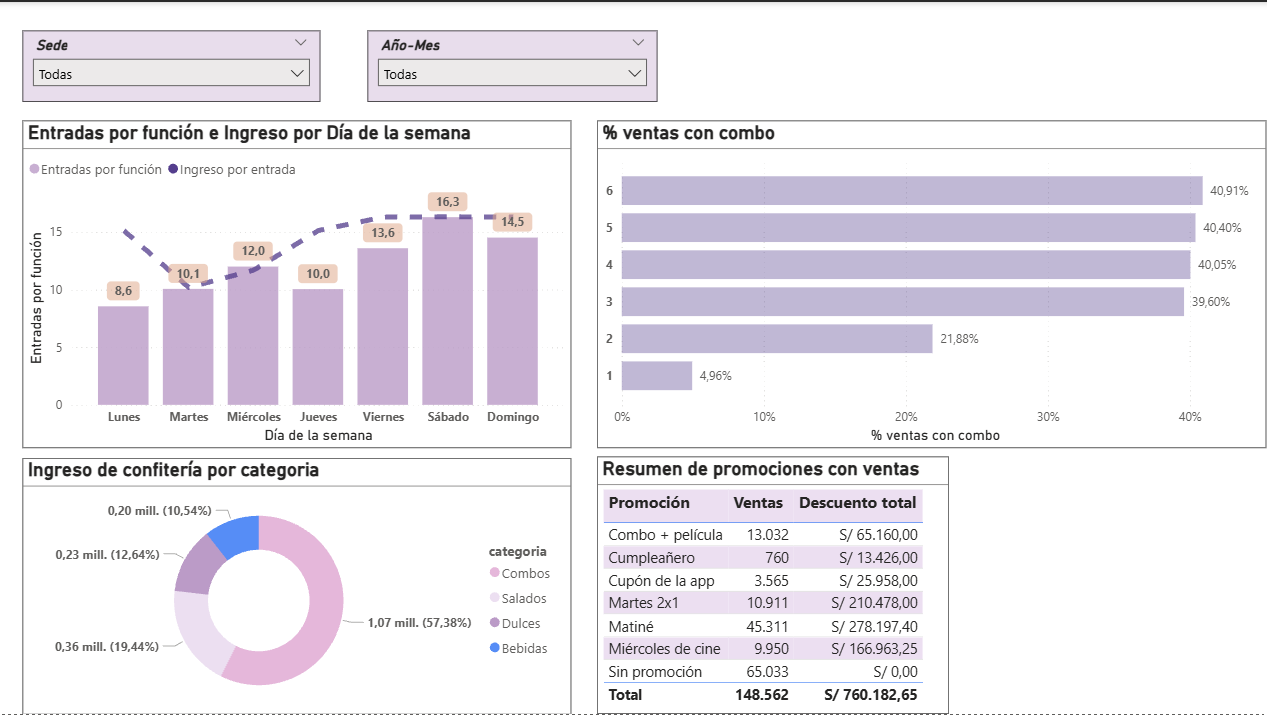 Sede
Todas
Año-Mes
Todas
Entradas por función e Ingreso por Día de la semana
Entradas por función Ingreso por entrada
Entradas por función
15
10
5
0
8,6
10,1
12,0
10,0
13,6
16,3
14,5
Lunes Martes Miércoles Jueves Viernes Sábado Domingo
Día de la semana
% ventas con combo
6 40,91%
5 40,40%
4 40,05%
3 39,60%
2 21,88%
1 4,96%
0% 10% 20% 30% 40%
% ventas con combo
Ingreso de confitería por categoria
0,20 mill. (10,54%)
0,23 mill. (12,64%)
0,36 mill. (19,44%)
1,07 mill. (57,38%)
categoria
Combos
Salados
Dulces
Bebidas
Resumen de promociones con ventas
Promoción Ventas Descuento total
Combo + película 13.032 S/ 65.160,00
Cumpleañero 760 S/ 13.426,00
Cupón de la app 3.565 S/ 25.958,00
Martes 2x1 10.911 S/ 210.478,00
Matiné 45.311 S/ 278.197,40
Miércoles de cine 9.950 S/ 166.963,25
Sin promoción 65.033 S/ 0,00
Total 148.562 S/ 760.182,65